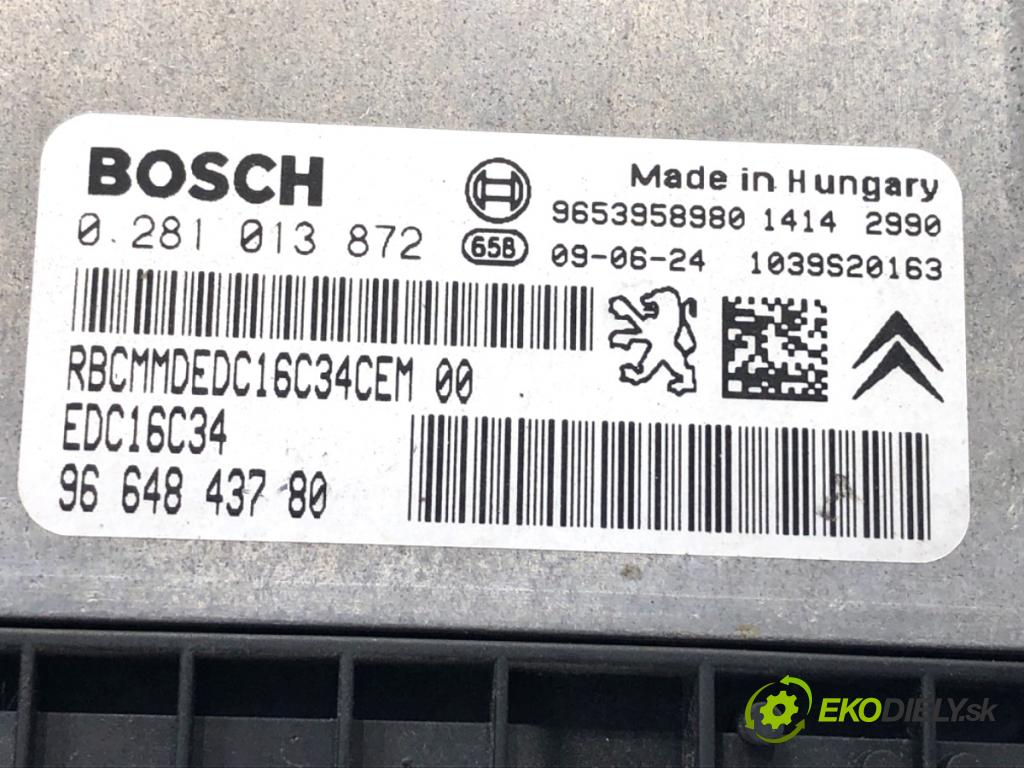 BOSCH
Made in Hungary
0 281 013 872
9653958980 1414 2990
65B
09-06-24 1039S20163
RBCMMDEDC16C34CEM 00
EDC16C34
96 648 437 80
EKODIELY.sk